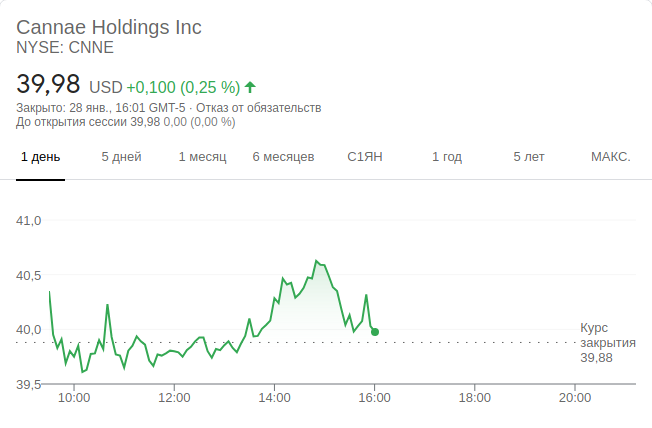 Cannae Holdings Inc
NYSE: CNNE
39,98 USD +0,100 (0,25 %)
Закрыто: 28 янв., 16:01 GMT-5 · Отказ от обязательств
До открытия сессии 39,98 0,00 (0,00 %)
1 день 5 дней 1 месяц 6 месяцев С1ЯН 1 год 5 лет МАКС.
41,0
40,5
40,0
Курс
закрытия
39,88
39,5
10:00 12:00 14:00 16:00 18:00 20:00